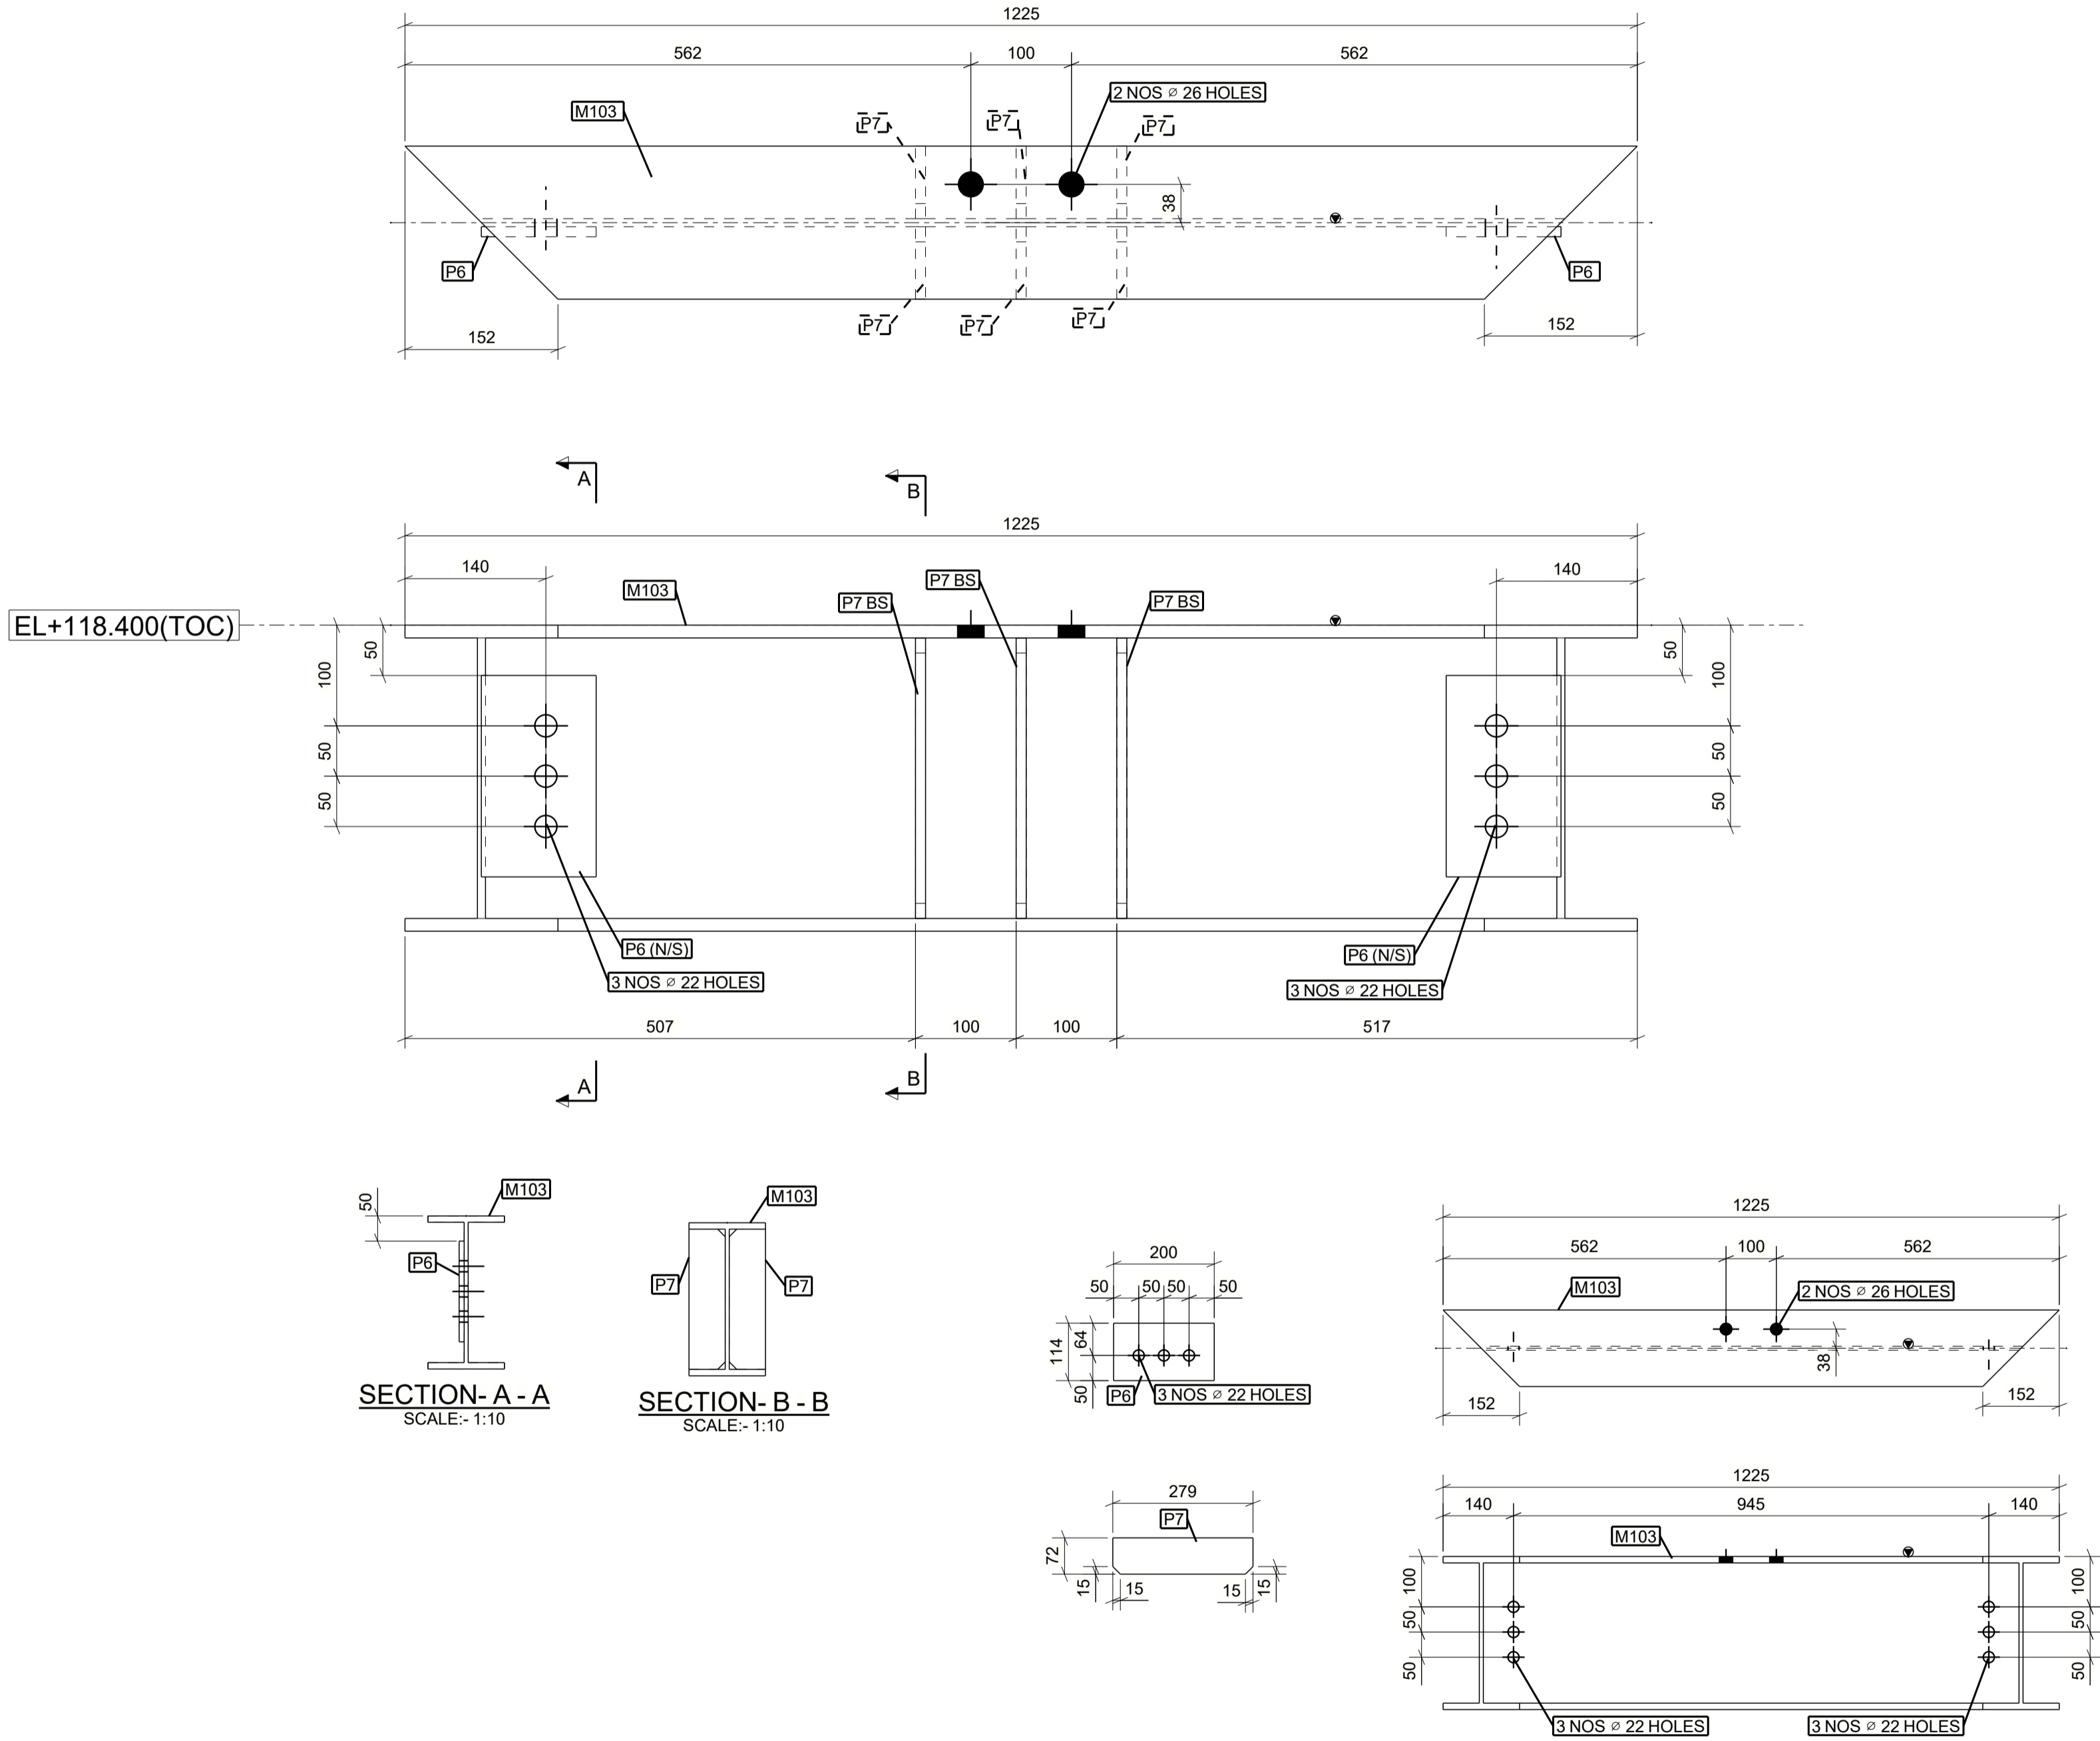 1225
562
100
562
2 NOS ⌀ 26 HOLES
M103
P7
P7
P7
38
P6
P6
P7
P7
P7
152
152
A
B
1225
140
140
M103
P7 BS
P7 BS
P7 BS
EL+118.400(TOC)
50
100
50
50
50
100
50
50
P6 (N/S)
3 NOS ⌀ 22 HOLES
P6 (N/S)
3 NOS ⌀ 22 HOLES
507
100
100
517
A
B
50
M103
P6
SECTION- A - A
SCALE:- 1:10
M103
P7
P7
SECTION- B - B
SCALE:- 1:10
200
50
50
50
50
114
64
50
P6
3 NOS ⌀ 22 HOLES
279
P7
72
15
15
15
15
1225
562
100
562
M103
2 NOS ⌀ 26 HOLES
38
152
152
1225
140
945
140
M103
100
50
50
100
50
50
3 NOS ⌀ 22 HOLES
3 NOS ⌀ 22 HOLES